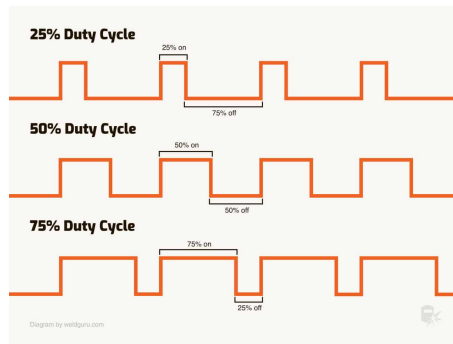 25% Duty Cycle
25% on
75% off
50% Duty Cycle
50% on
50% off
75% Duty Cycle
75% on
25% off
Diagram by weldguru.com